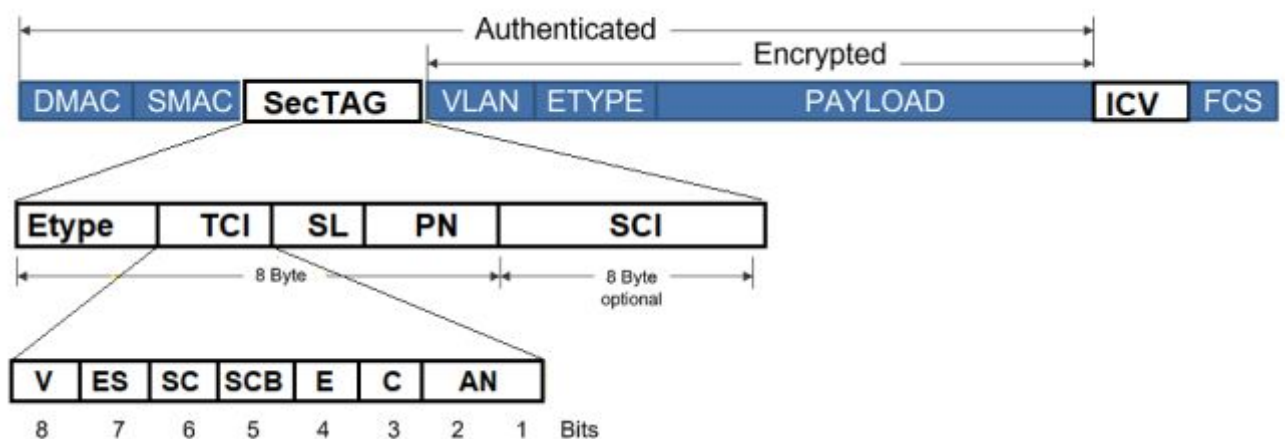 Authenticated
Encrypted
DMAC SMAC SecTAG VLAN ETYPE PAYLOAD ICV FCS
Etype TCI SL PN SCI
8 Byte 8 Byte
optional
V ES SC SCB E C AN
8 7 6 5 4 3 2 1 Bits